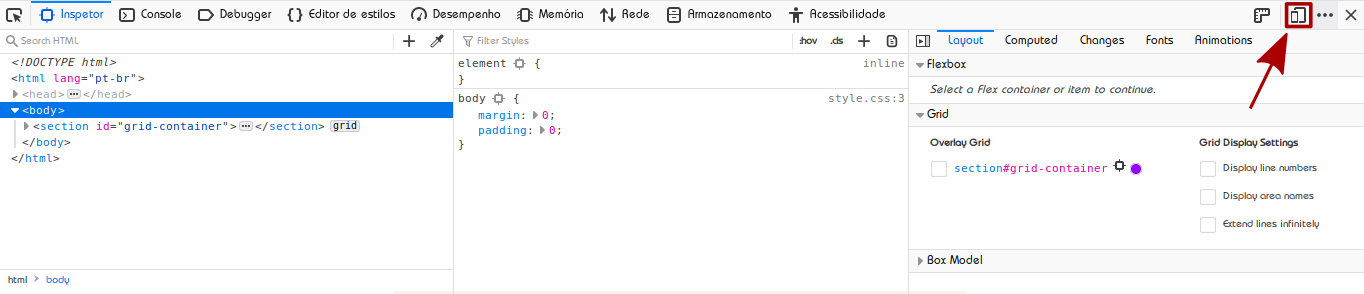 Inspetor Console Debugger Editor de estilos Desempenho Memória Rede Armazenamento Acessibilidade
Search HTML
<!DOCTYPE html>
<html lang="pt-br">
<head> ••• </head>
<body>
<section id="grid-container"> ••• </section> grid
</body>
</html>
html > body
Filter Styles :hov .cls
element { inline
}
body { style.css:3
margin: 0;
padding: 0;
}
Layout Computed Changes Fonts Animations
Flexbox
Select a Flex container or item to continue.
Grid
Overlay Grid
section#grid-container
Grid Display Settings
Display line numbers
Display area names
Extend lines infinitely
Box Model